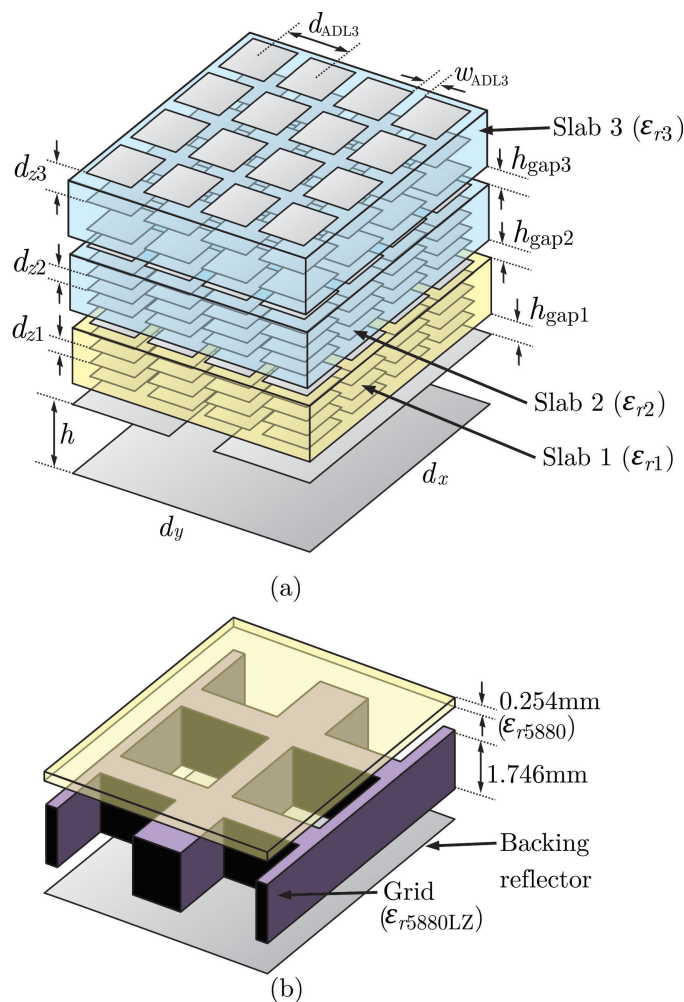 d_ADL3
w_ADL3
Slab 3 (ε_r3)
d_z3
h_gap3
d_z2
h_gap2
d_z1
h_gap1
Slab 2 (ε_r2)
h
Slab 1 (ε_r1)
d_x
d_y
(a)
0.254mm
(ε_r5880)
1.746mm
Backing
reflector
Grid
(ε_r5880LZ)
(b)